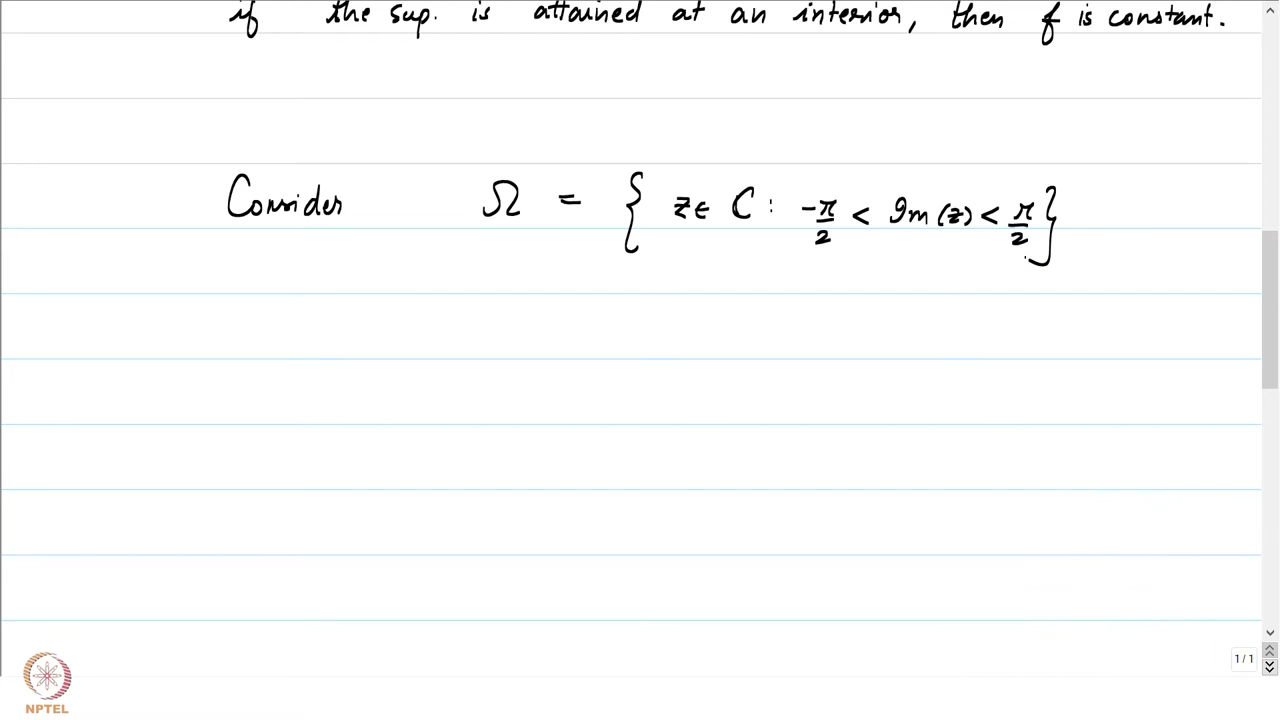 if the sup. is attained at an interior, then f is constant.
Consider Ω = { z ∈ C : -π/2 < Im(z) < π/2 }
1 / 1
NPTEL